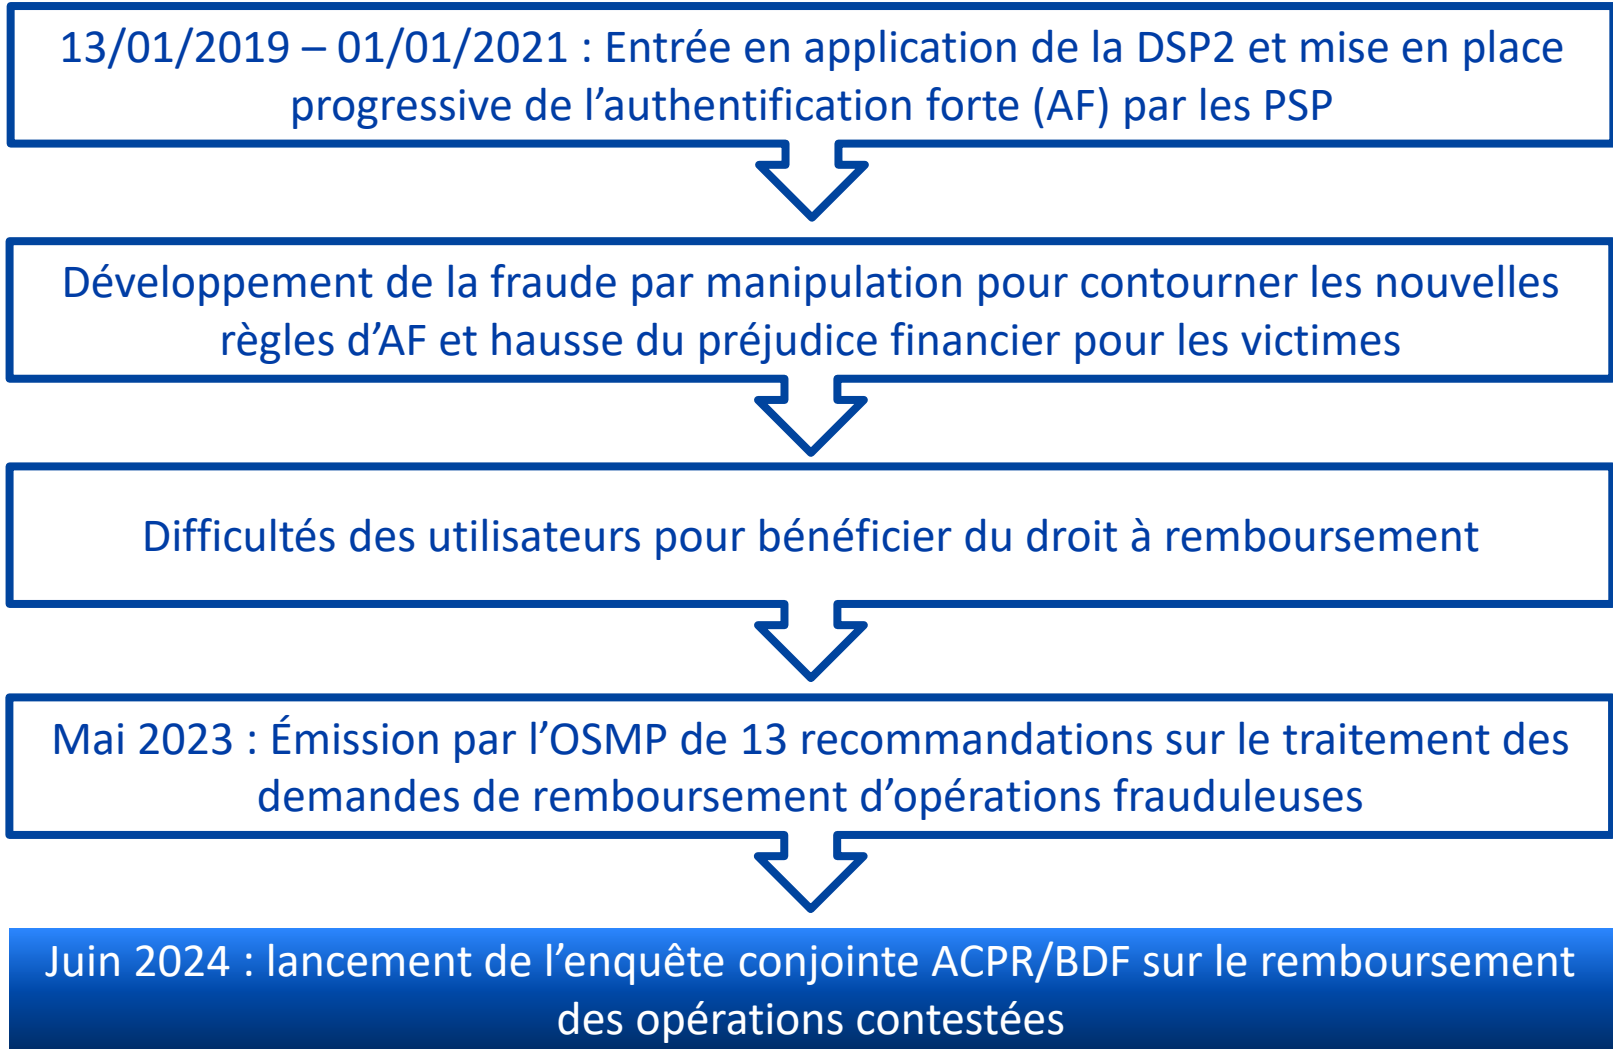 13/01/2019 – 01/01/2021 : Entrée en application de la DSP2 et mise en place
progressive de l’authentification forte (AF) par les PSP
Développement de la fraude par manipulation pour contourner les nouvelles
règles d’AF et hausse du préjudice financier pour les victimes
Difficultés des utilisateurs pour bénéficier du droit à remboursement
Mai 2023 : Émission par l’OSMP de 13 recommandations sur le traitement des
demandes de remboursement d’opérations frauduleuses
Juin 2024 : lancement de l’enquête conjointe ACPR/BDF sur le remboursement
des opérations contestées